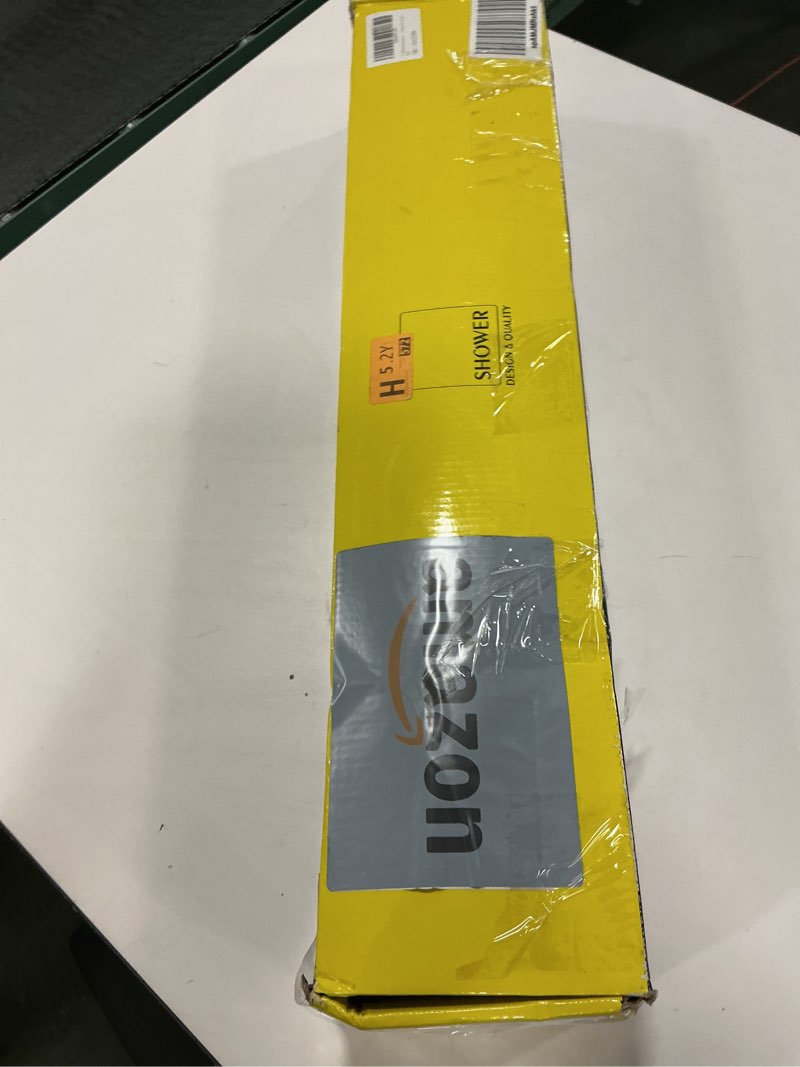 SHOWER
DESIGN & QUALITY
H 5.2Y
amazon